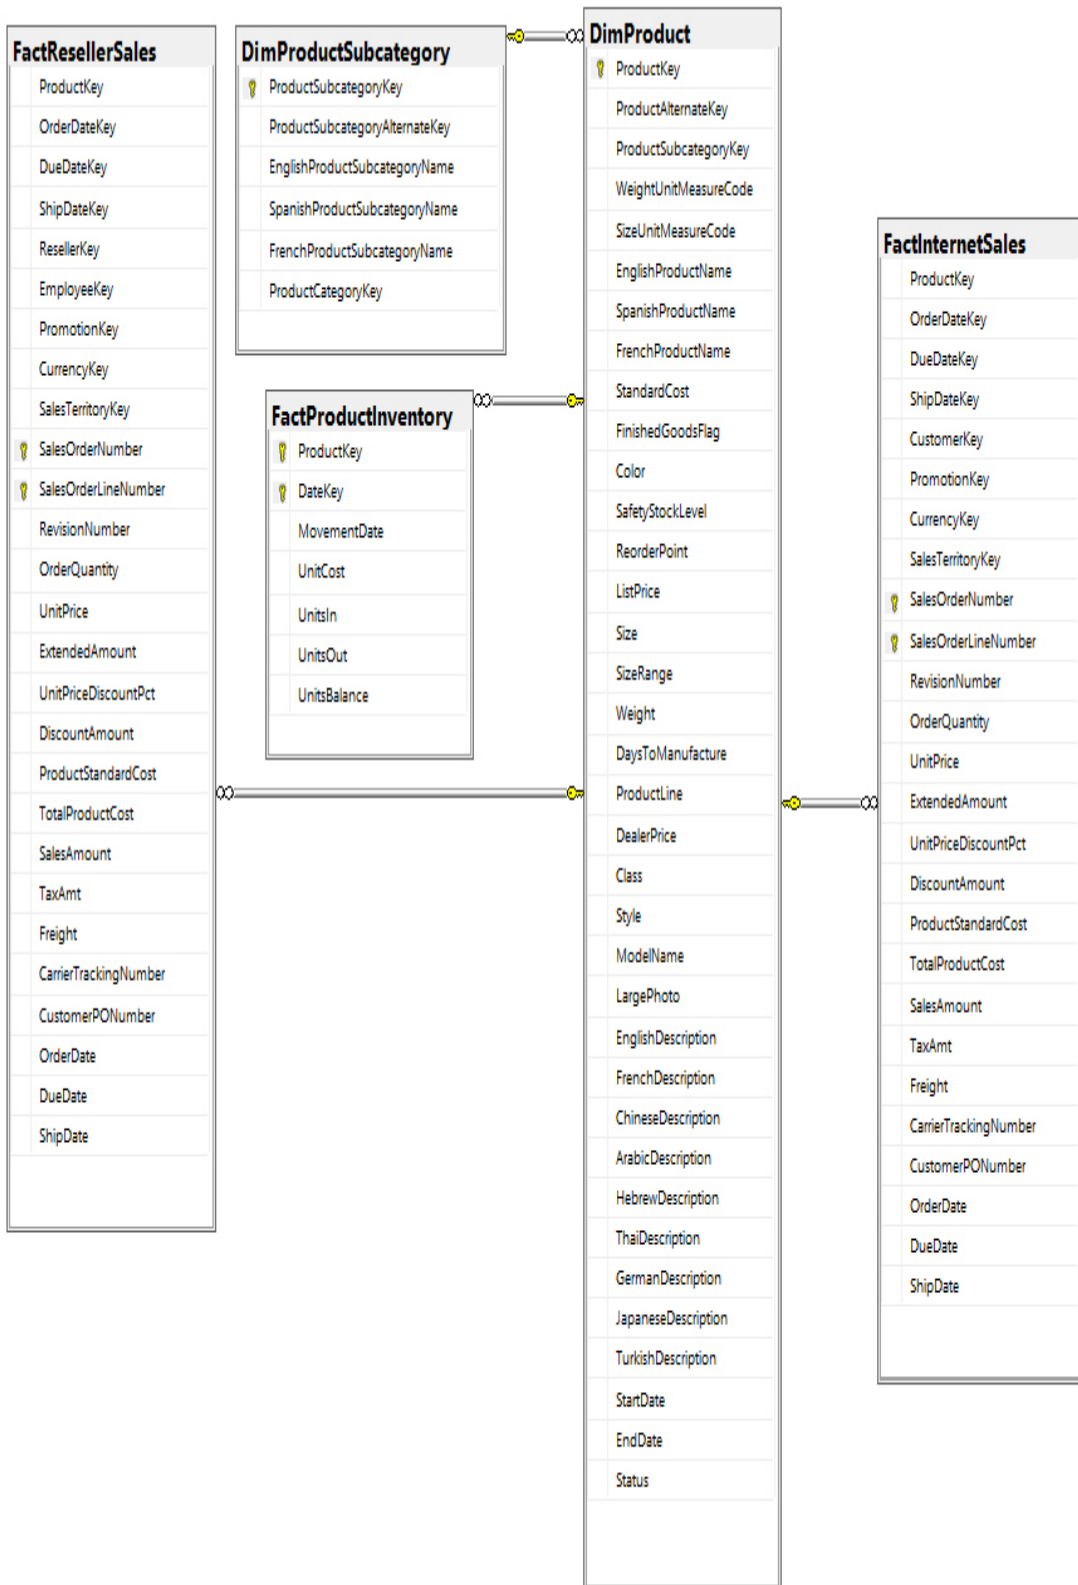 FactResellerSales
ProductKey
OrderDateKey
DueDateKey
ShipDateKey
ResellerKey
EmployeeKey
PromotionKey
CurrencyKey
SalesTerritoryKey
SalesOrderNumber
SalesOrderLineNumber
RevisionNumber
OrderQuantity
UnitPrice
ExtendedAmount
UnitPriceDiscountPct
DiscountAmount
ProductStandardCost
TotalProductCost
SalesAmount
TaxAmt
Freight
CarrierTrackingNumber
CustomerPONumber
OrderDate
DueDate
ShipDate
DimProductSubcategory
ProductSubcategoryKey
ProductSubcategoryAlternateKey
EnglishProductSubcategoryName
SpanishProductSubcategoryName
FrenchProductSubcategoryName
ProductCategoryKey
FactProductInventory
ProductKey
DateKey
MovementDate
UnitCost
UnitsIn
UnitsOut
UnitsBalance
DimProduct
ProductKey
ProductAlternateKey
ProductSubcategoryKey
WeightUnitMeasureCode
SizeUnitMeasureCode
EnglishProductName
SpanishProductName
FrenchProductName
StandardCost
FinishedGoodsFlag
Color
SafetyStockLevel
ReorderPoint
ListPrice
Size
SizeRange
Weight
DaysToManufacture
ProductLine
DealerPrice
Class
Style
ModelName
LargePhoto
EnglishDescription
FrenchDescription
ChineseDescription
ArabicDescription
HebrewDescription
ThaiDescription
GermanDescription
JapaneseDescription
TurkishDescription
StartDate
EndDate
Status
FactInternetSales
ProductKey
OrderDateKey
DueDateKey
ShipDateKey
CustomerKey
PromotionKey
CurrencyKey
SalesTerritoryKey
SalesOrderNumber
SalesOrderLineNumber
RevisionNumber
OrderQuantity
UnitPrice
ExtendedAmount
UnitPriceDiscountPct
DiscountAmount
ProductStandardCost
TotalProductCost
SalesAmount
TaxAmt
Freight
CarrierTrackingNumber
CustomerPONumber
OrderDate
DueDate
ShipDate